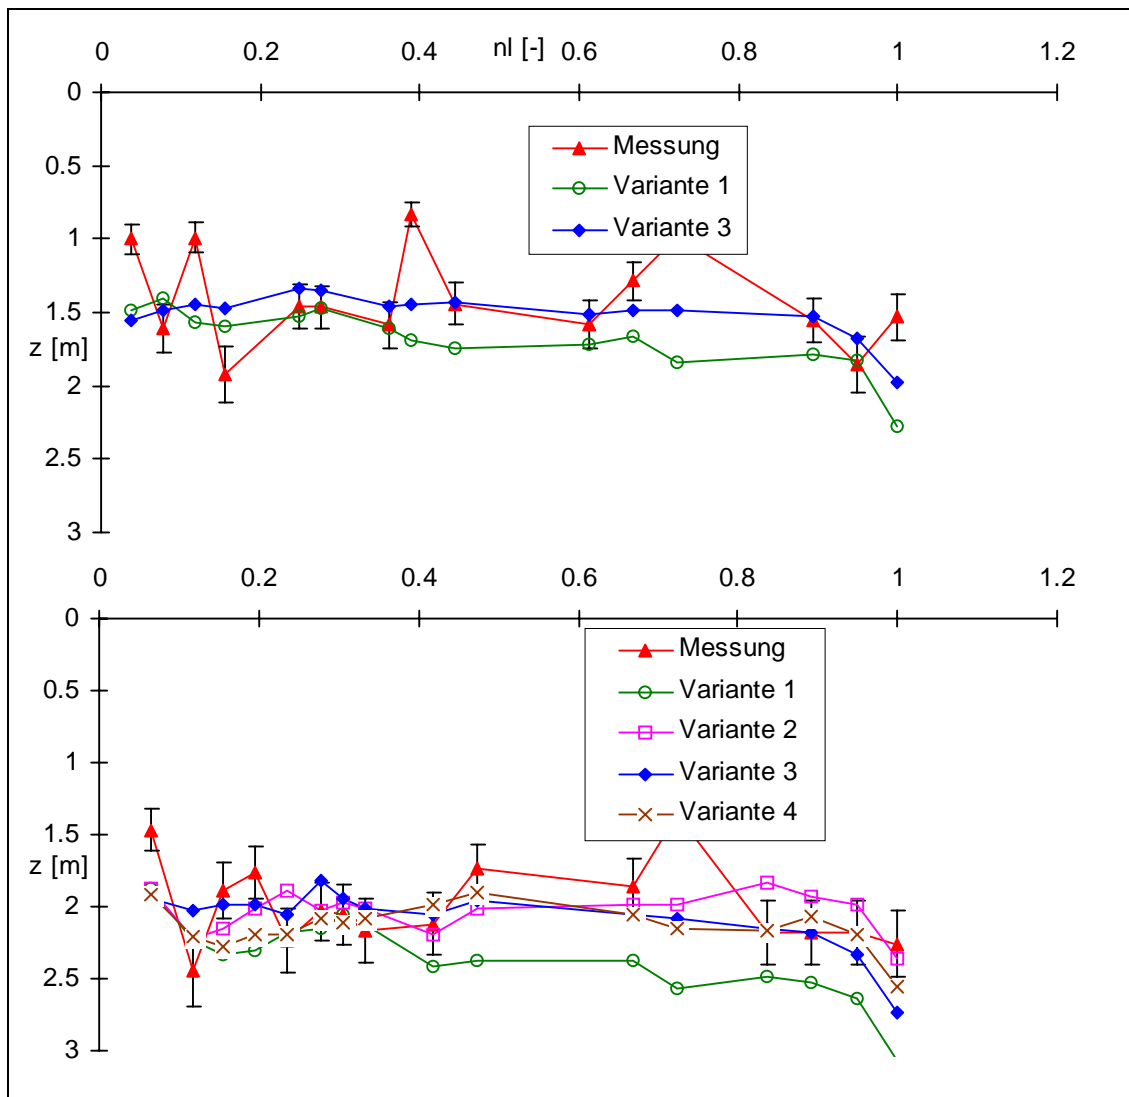 0 0.2 0.4 nl [-] 0.6 0.8 1 1.2
0
Messung
0.5
Variante 1
Variante 3
1
1.5
z [m]
2
2.5
3
0 0.2 0.4 0.6 0.8 1 1.2
0
Messung
0.5
Variante 1
Variante 2
1
Variante 3
Variante 4
1.5
z [m]
2
2.5
3